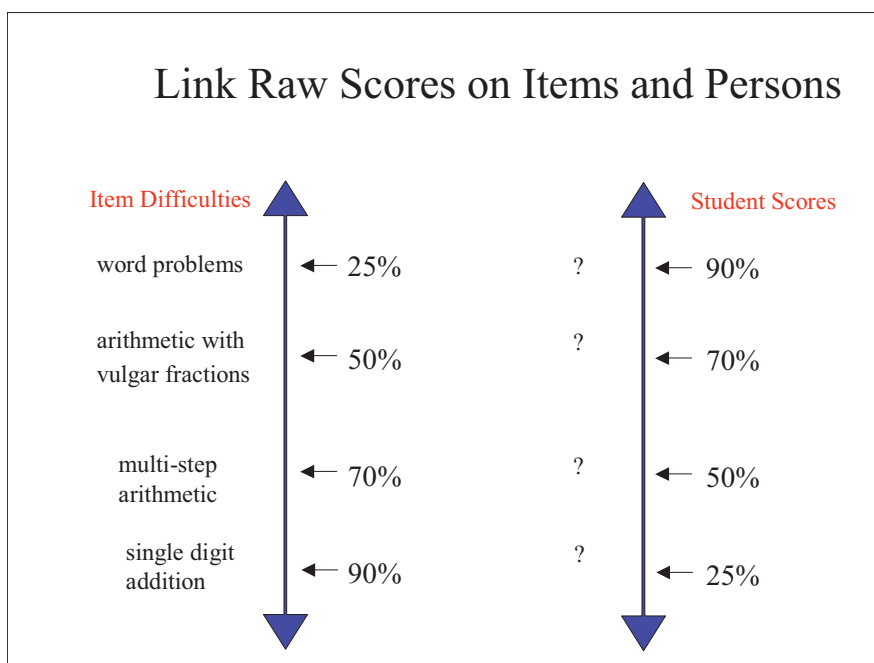 Link Raw Scores on Items and Persons
Item Difficulties
Student Scores
word problems
25%
?
90%
arithmetic with
vulgar fractions
50%
?
70%
multi-step
arithmetic
70%
?
50%
single digit
addition
90%
?
25%